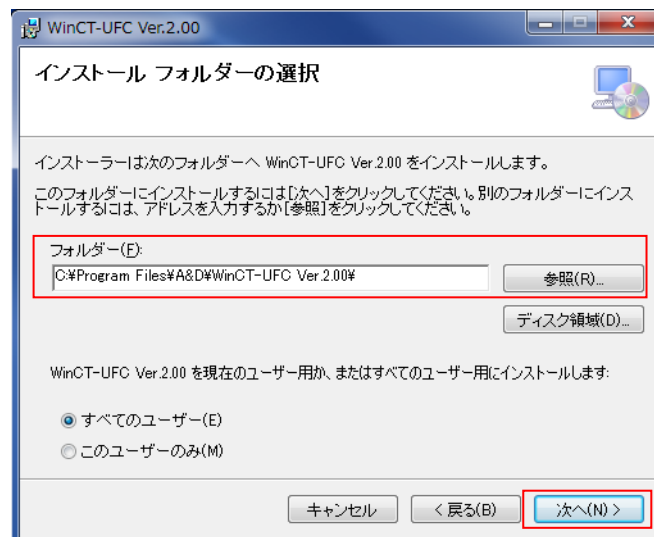 WinCT-UFC Ver.2.00
インストール フォルダーの選択
インストーラーは次のフォルダーへ WinCT-UFC Ver.2.00 をインストールします。
このフォルダーにインストールするには[次へ]をクリックしてください。別のフォルダーにインス
トールするには、アドレスを入力するか[参照]をクリックしてください。
フォルダー(F):
C:¥Program Files¥A&D¥WinCT-UFC Ver.2.00¥
参照(R)...
ディスク領域(D)...
WinCT-UFC Ver.2.00 を現在のユーザー用か、またはすべてのユーザー用にインストールします:
すべてのユーザー(E)
このユーザーのみ(M)
キャンセル
< 戻る(B)
次へ(N) >